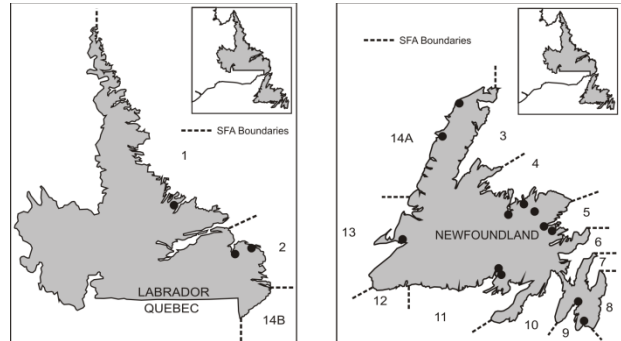 SFA Boundaries
1
2
LABRADOR
QUEBEC
14B
SFA Boundaries
14A
3
4
5
13
NEWFOUNDLAND
6
7
12
11
10
9
8